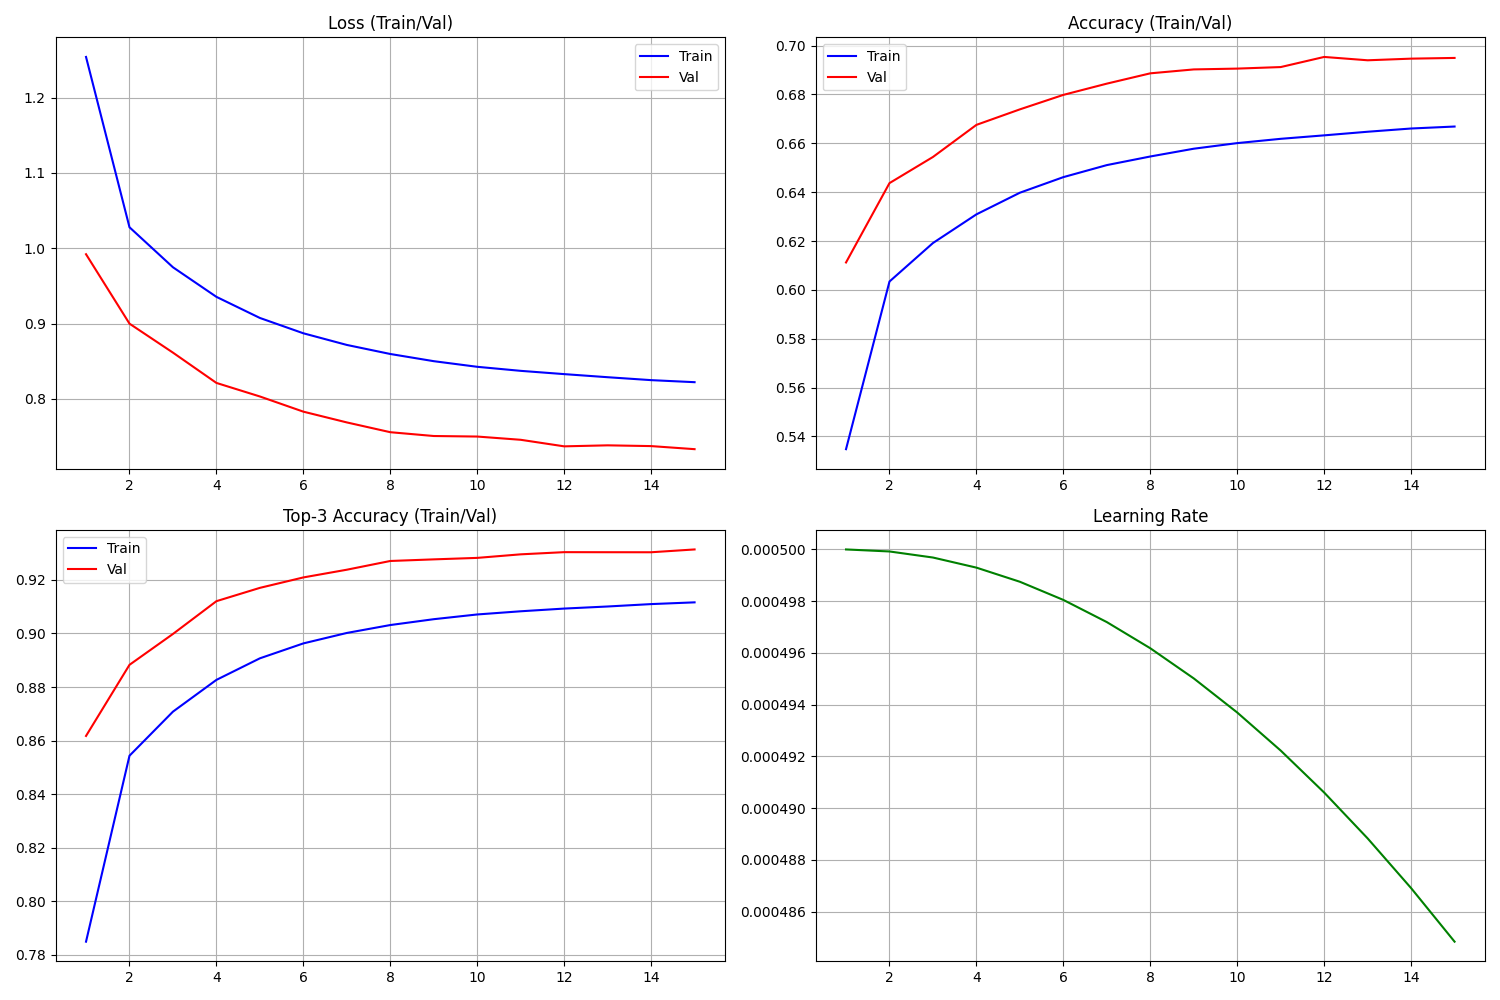 Loss (Train/Val)
Train
Val
1.2
1.1
1.0
0.9
0.8
2 4 6 8 10 12 14
Accuracy (Train/Val)
Train
Val
0.70
0.68
0.66
0.64
0.62
0.60
0.58
0.56
0.54
2 4 6 8 10 12 14
Top-3 Accuracy (Train/Val)
Train
Val
0.92
0.90
0.88
0.86
0.84
0.82
0.80
0.78
2 4 6 8 10 12 14
Learning Rate
0.000500
0.000498
0.000496
0.000494
0.000492
0.000490
0.000488
0.000486
2 4 6 8 10 12 14